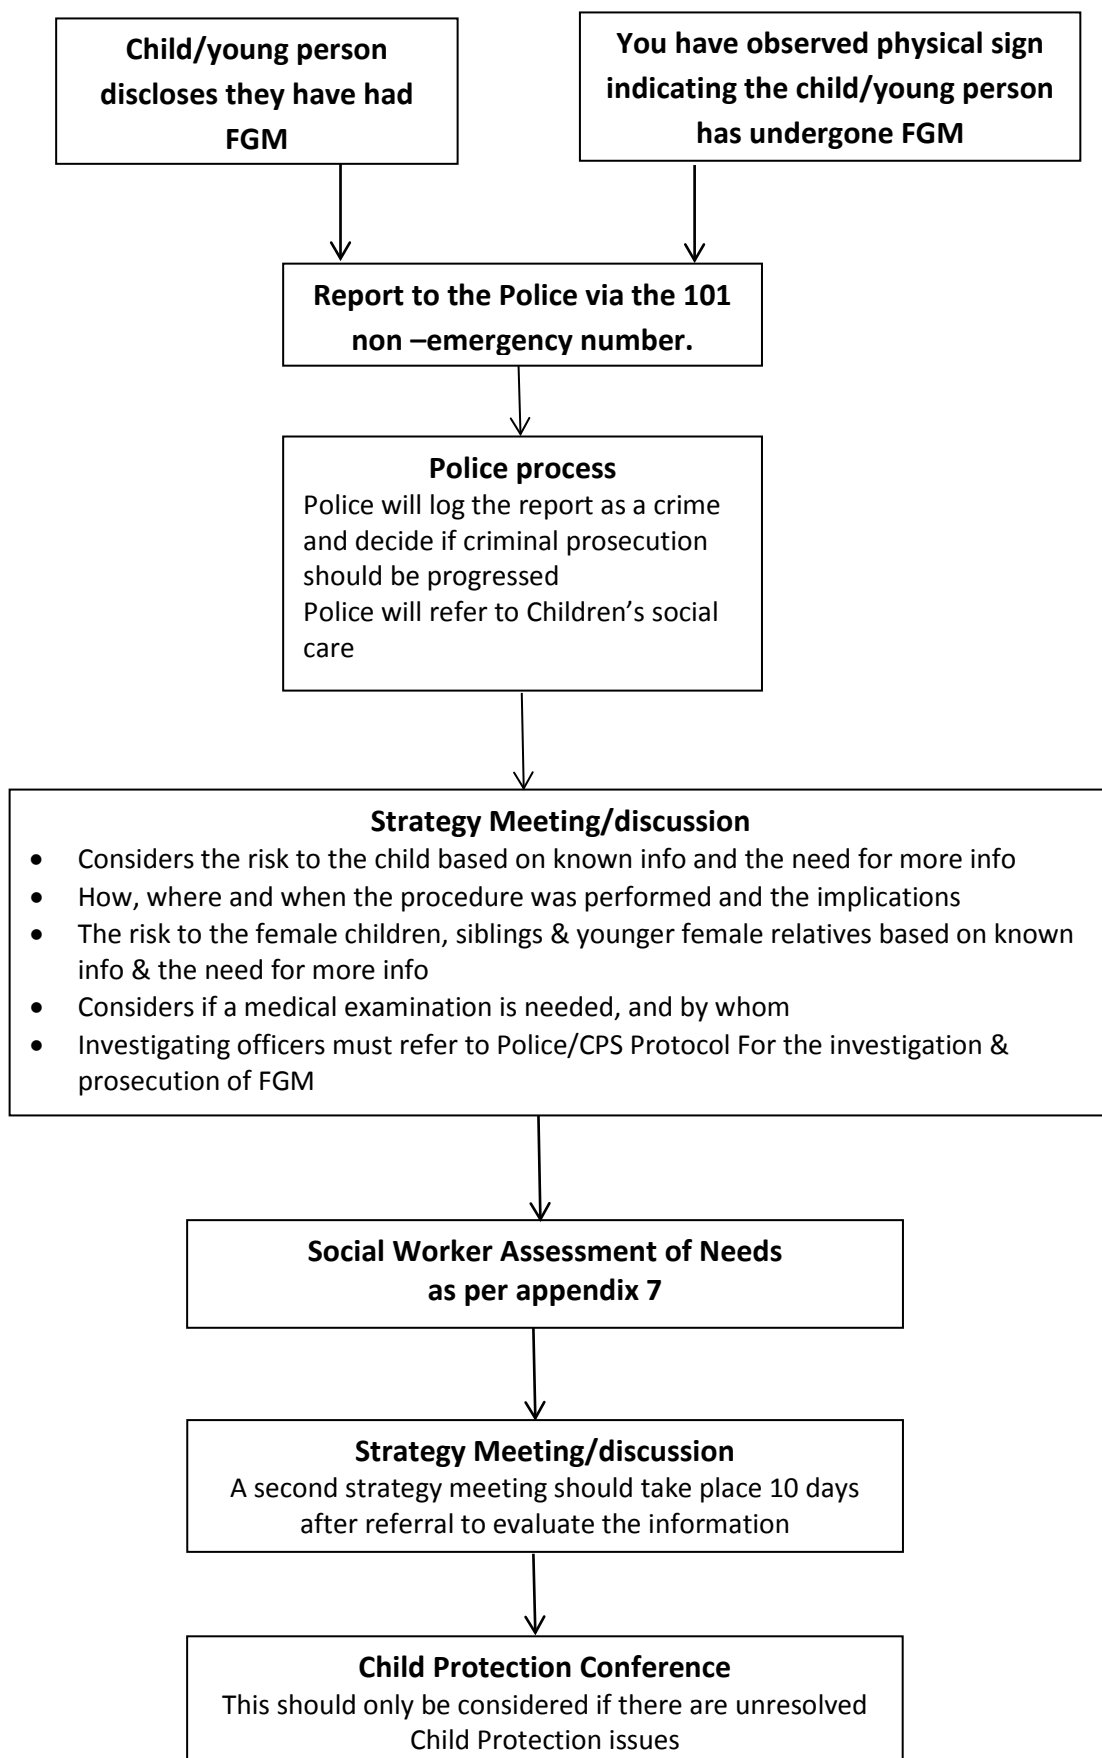 Child/young person
discloses they have had
FGM
You have observed physical sign
indicating the child/young person
has undergone FGM
Report to the Police via the 101
non –emergency number.
Police process
Police will log the report as a crime
and decide if criminal prosecution
should be progressed
Police will refer to Children’s social
care
Strategy Meeting/discussion
• Considers the risk to the child based on known info and the need for more info
• How, where and when the procedure was performed and the implications
• The risk to the female children, siblings & younger female relatives based on known
info & the need for more info
• Considers if a medical examination is needed, and by whom
• Investigating officers must refer to Police/CPS Protocol For the investigation &
prosecution of FGM
Social Worker Assessment of Needs
as per appendix 7
Strategy Meeting/discussion
A second strategy meeting should take place 10 days
after referral to evaluate the information
Child Protection Conference
This should only be considered if there are unresolved
Child Protection issues